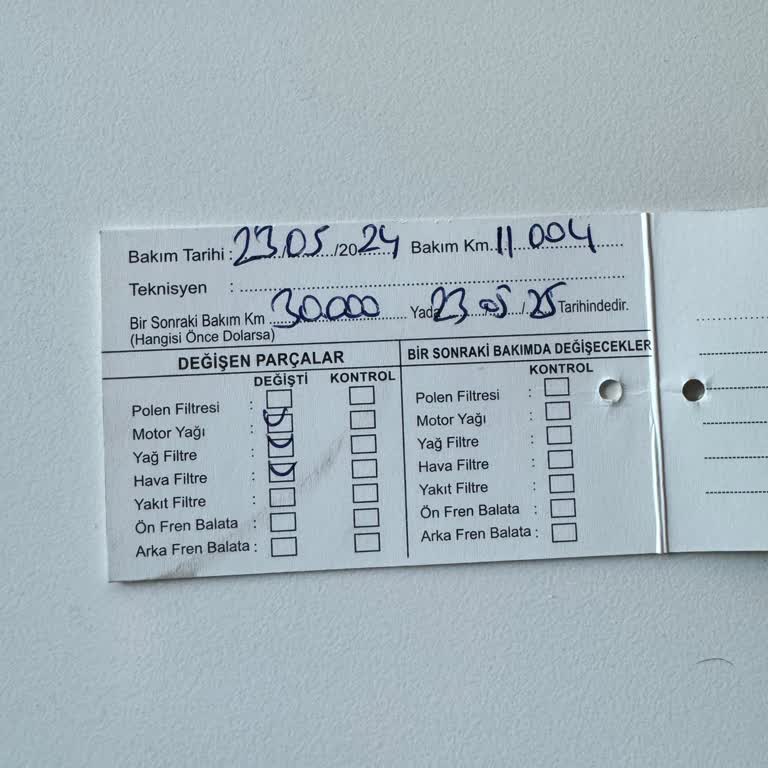 Bakım Tarihi : 23.05/2024 Bakım Km. 11 004
Teknisyen :
Bir Sonraki Bakım Km 30.000 Yada 23.05./.25 Tarihindedir.
(Hangisi Önce Dolarsa)
DEĞİŞEN PARÇALAR
DEĞİŞTİ KONTROL
Polen Filtresi :
Motor Yağı :
Yağ Filtre :
Hava Filtre :
Yakıt Filtre :
Ön Fren Balata :
Arka Fren Balata :
BİR SONRAKİ BAKIMDA DEĞİŞECEKLER
KONTROL
Polen Filtresi :
Motor Yağı :
Yağ Filtre :
Hava Filtre :
Yakıt Filtre :
Ön Fren Balata :
Arka Fren Balata :